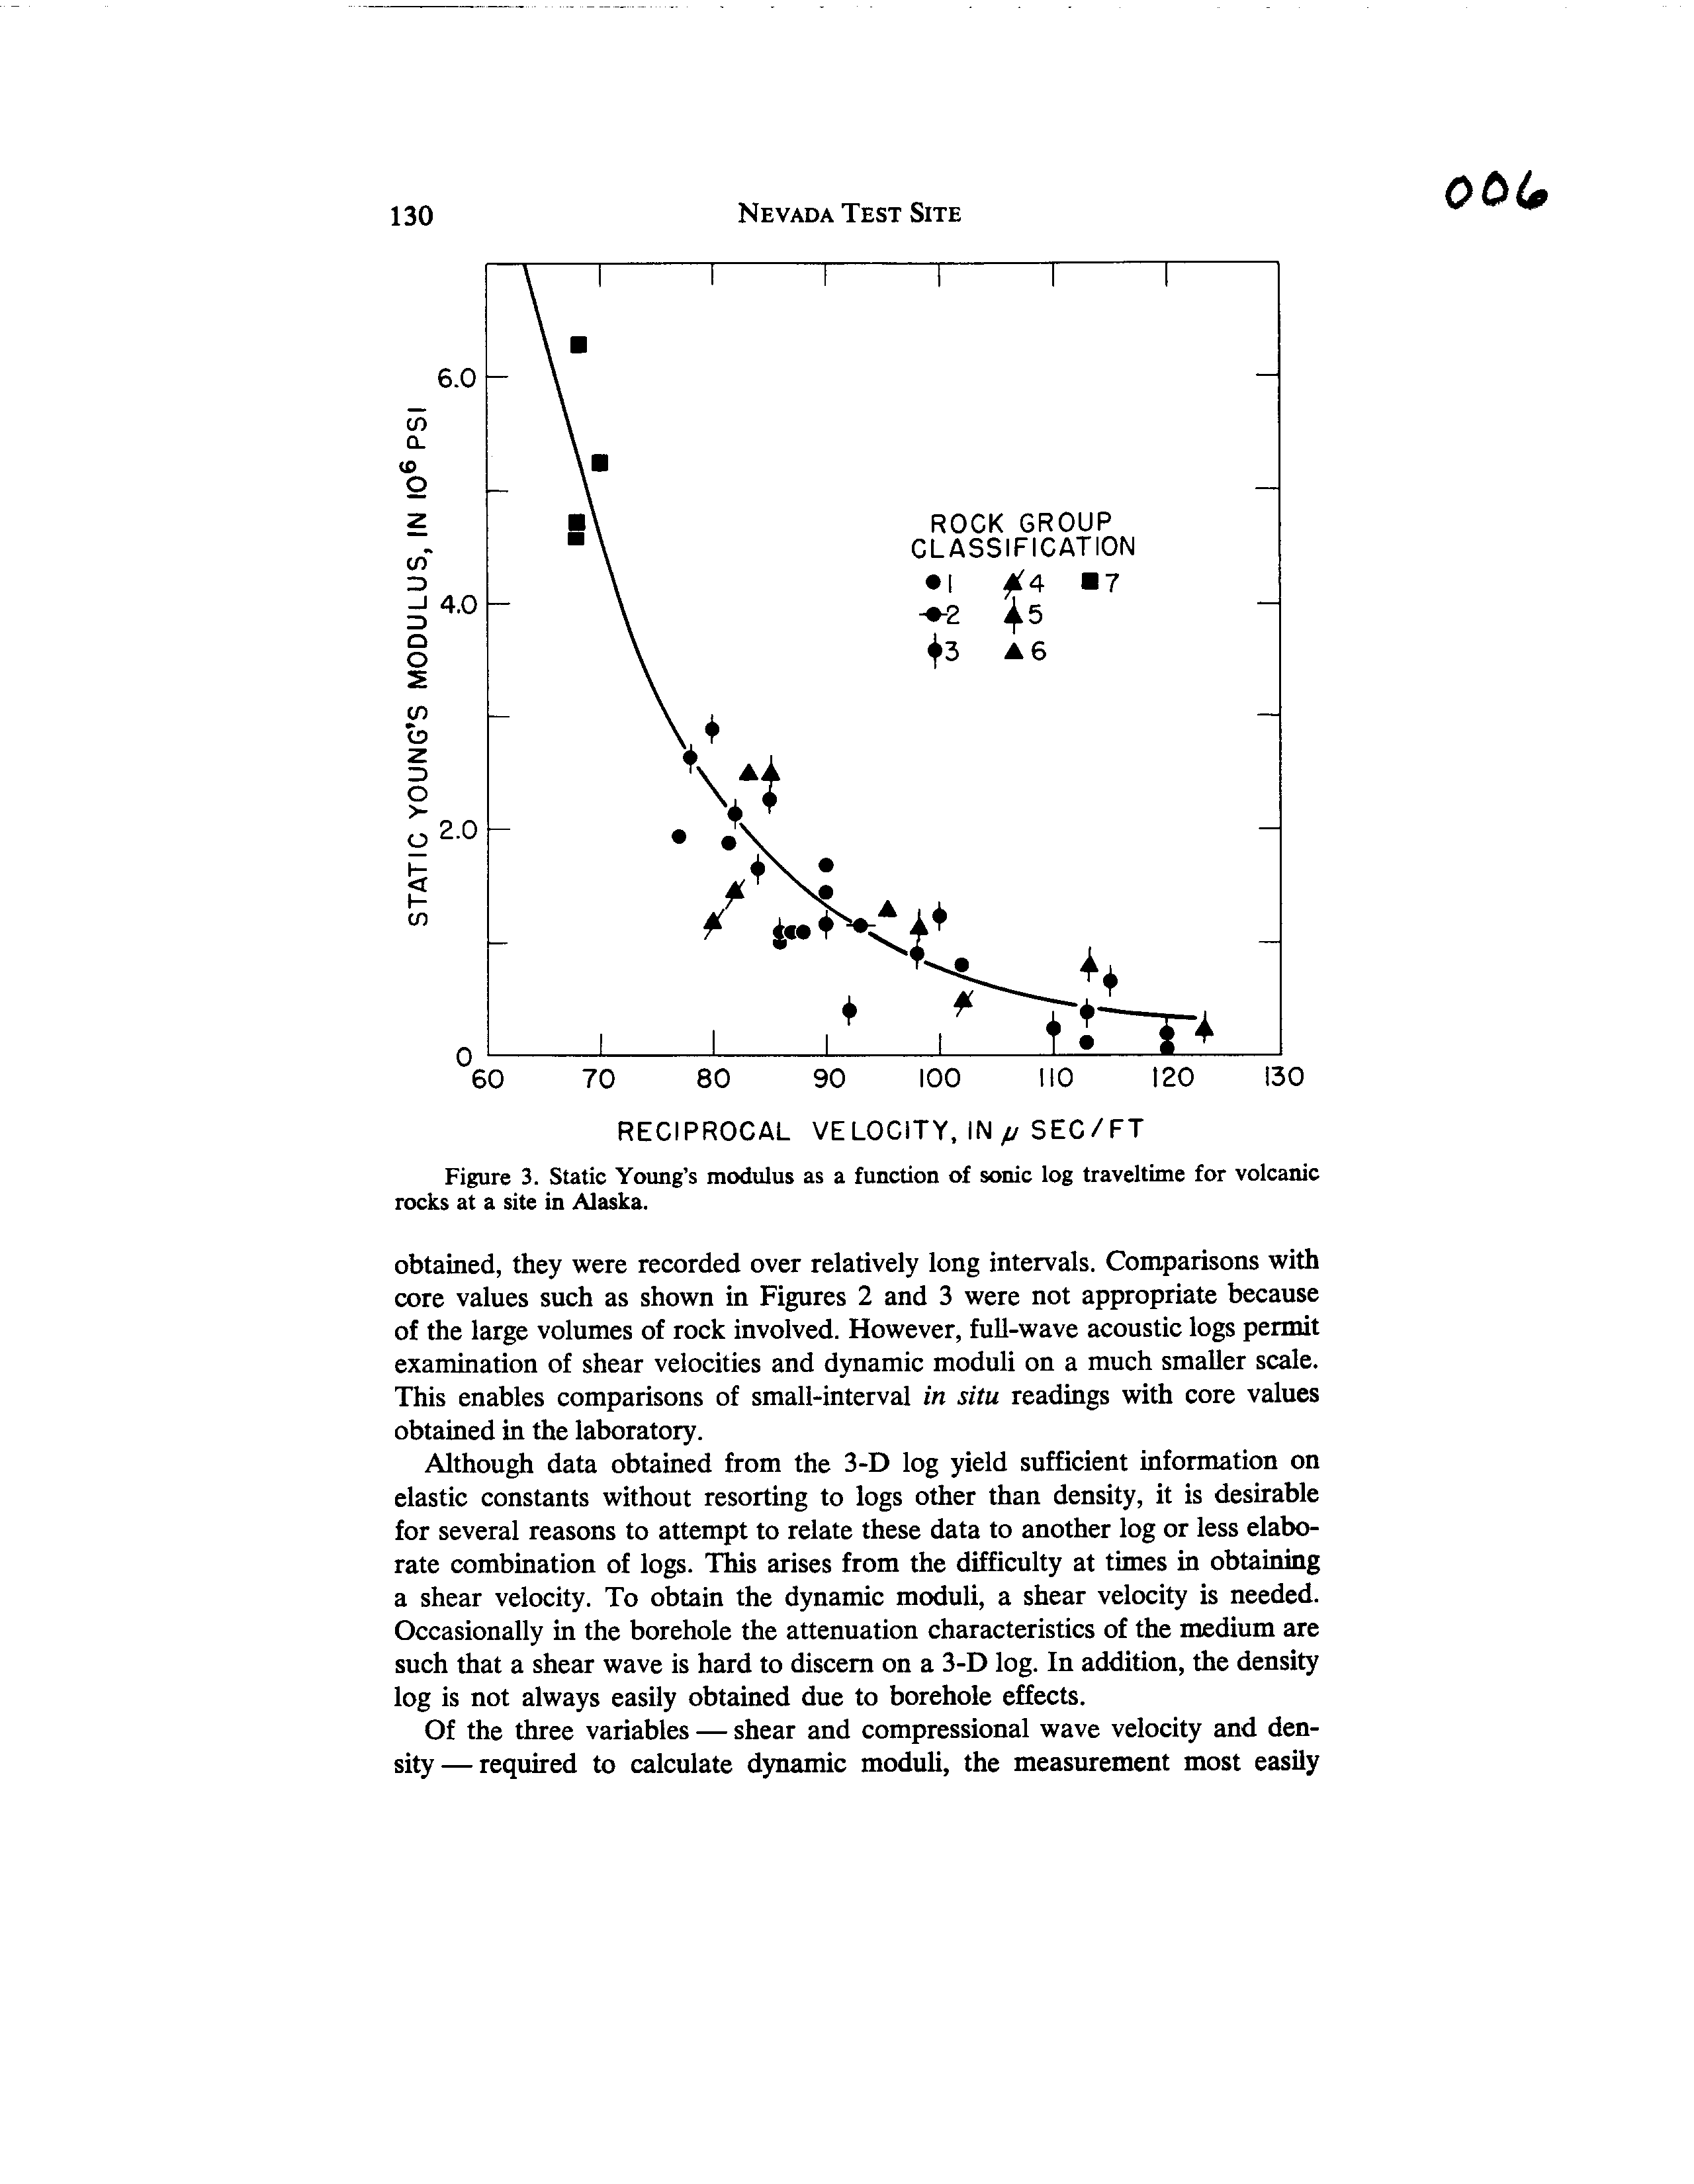 006
130 NEVADA TEST SITE
6.0
4.0
2.0
0
STATIC YOUNG'S MODULUS, IN 10⁶ PSI
ROCK GROUP
CLASSIFICATION
1 4 7
2 5
3 6
60 70 80 90 100 110 120 130
RECIPROCAL VELOCITY, IN μ SEC/FT
Figure 3. Static Young's modulus as a function of sonic log traveltime for volcanic
rocks at a site in Alaska.
obtained, they were recorded over relatively long intervals. Comparisons with
core values such as shown in Figures 2 and 3 were not appropriate because
of the large volumes of rock involved. However, full-wave acoustic logs permit
examination of shear velocities and dynamic moduli on a much smaller scale.
This enables comparisons of small-interval in situ readings with core values
obtained in the laboratory.
Although data obtained from the 3-D log yield sufficient information on
elastic constants without resorting to logs other than density, it is desirable
for several reasons to attempt to relate these data to another log or less elabo-
rate combination of logs. This arises from the difficulty at times in obtaining
a shear velocity. To obtain the dynamic moduli, a shear velocity is needed.
Occasionally in the borehole the attenuation characteristics of the medium are
such that a shear wave is hard to discern on a 3-D log. In addition, the density
log is not always easily obtained due to borehole effects.
Of the three variables — shear and compressional wave velocity and den-
sity — required to calculate dynamic moduli, the measurement most easily